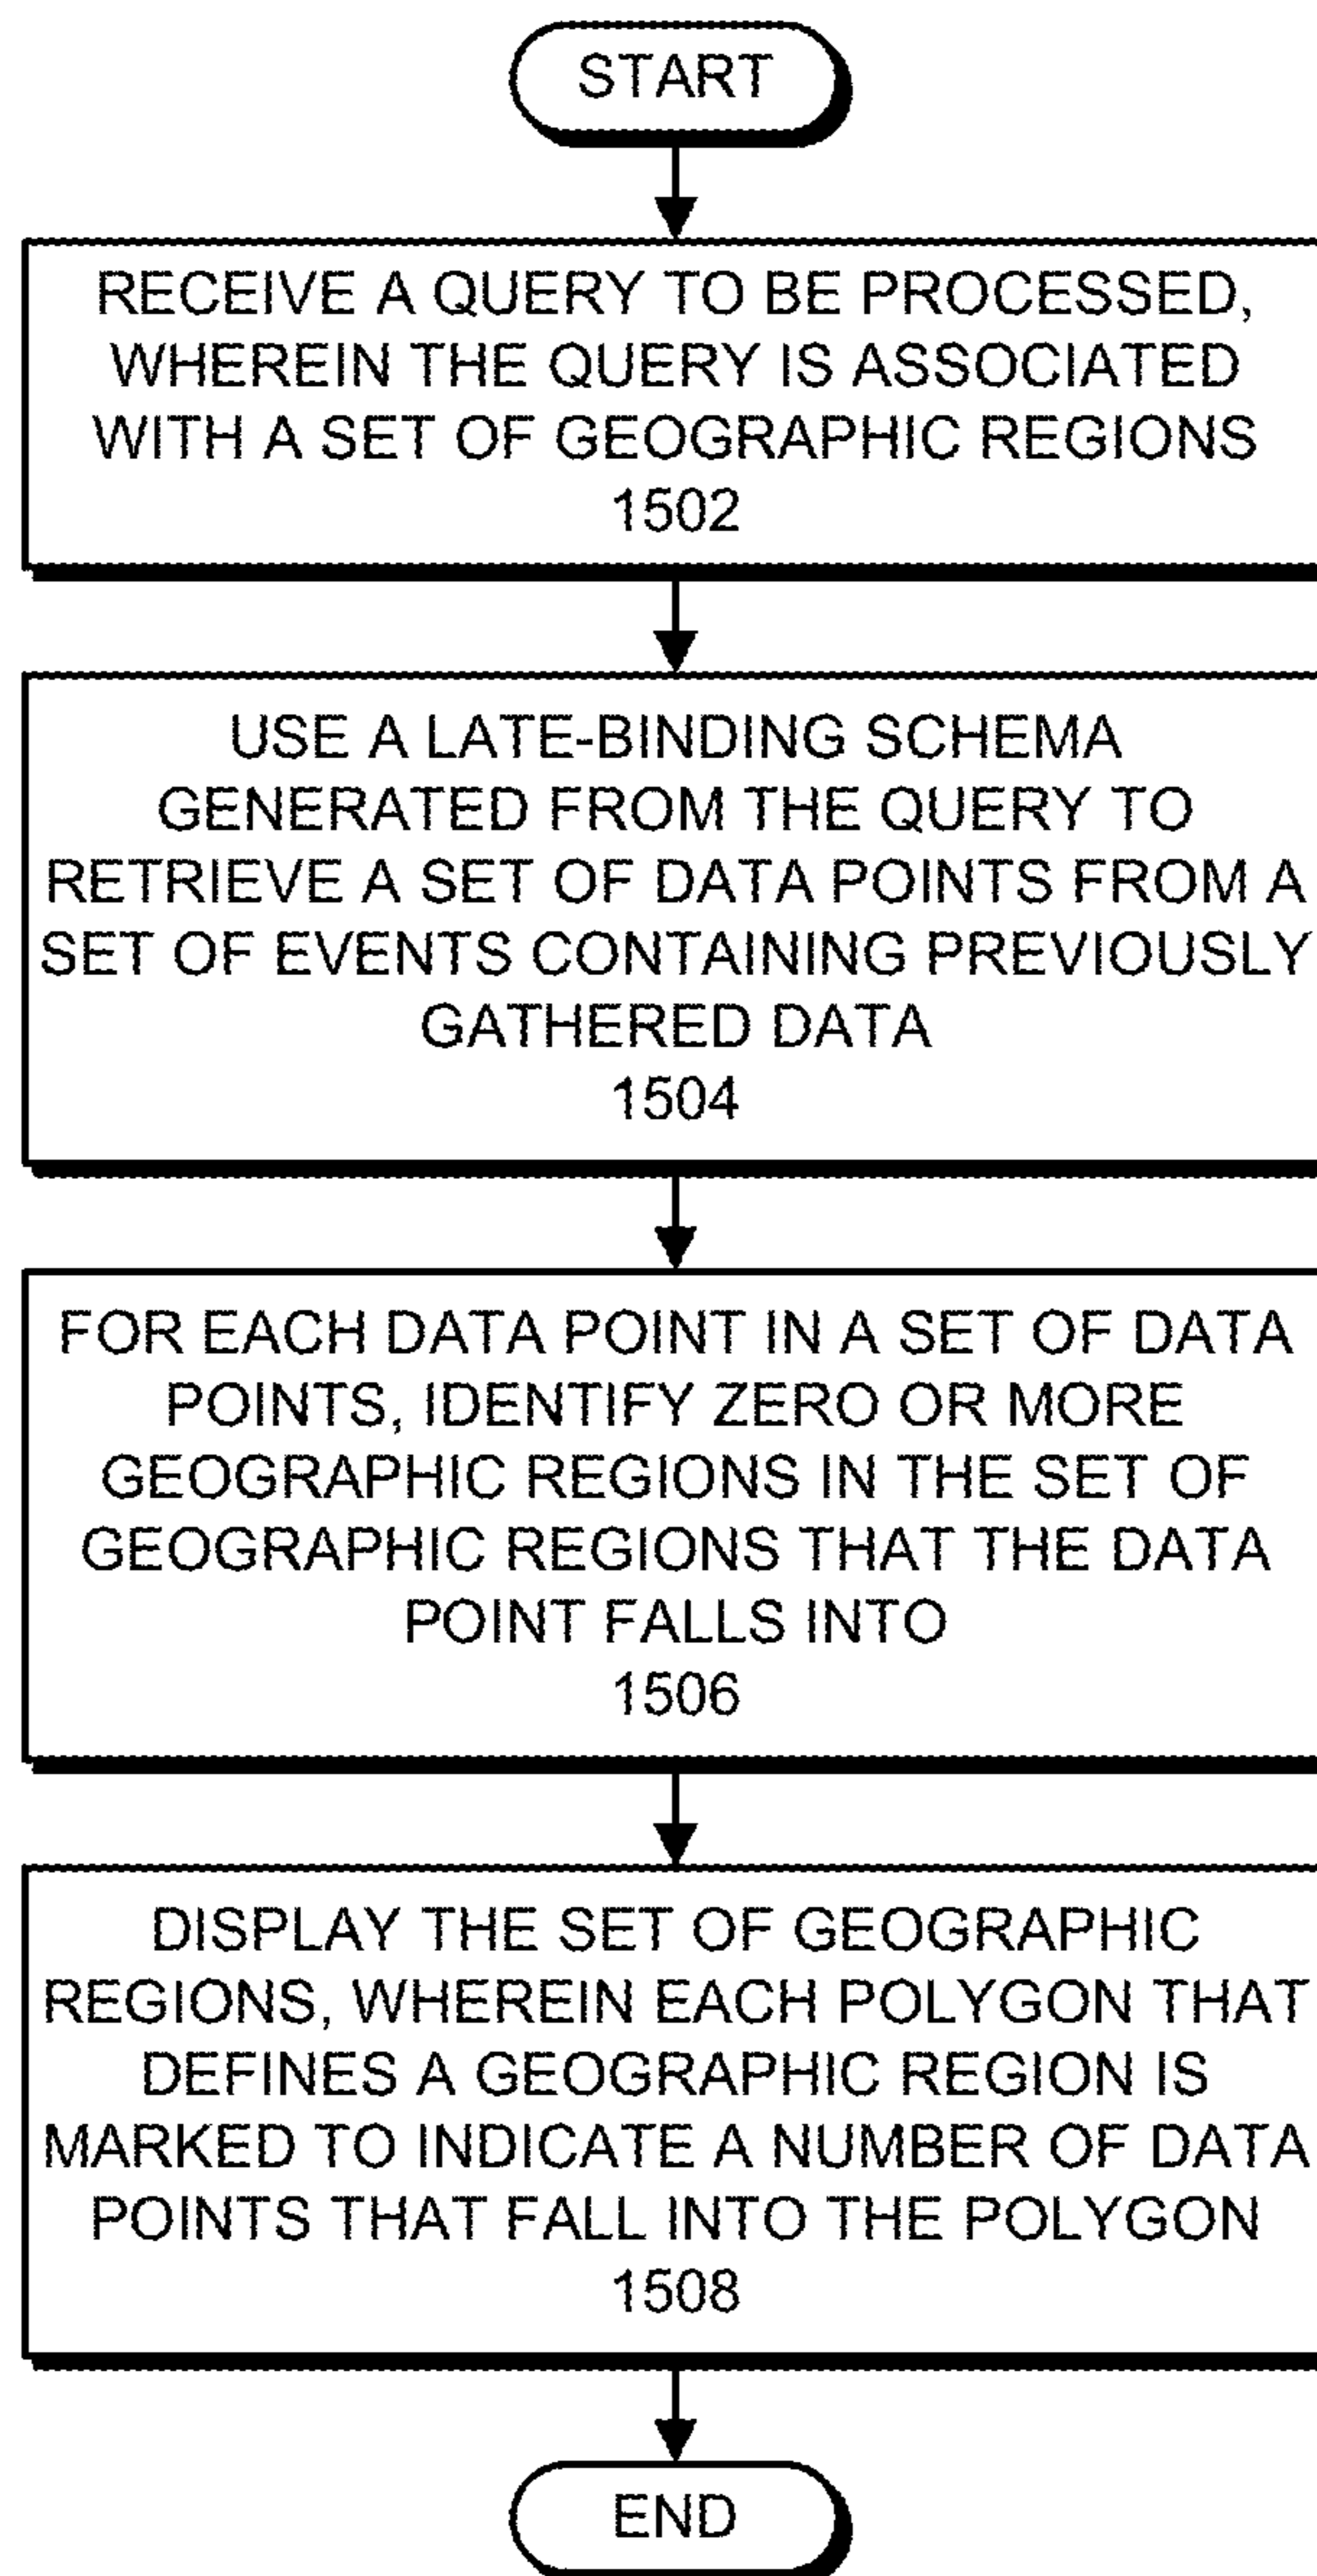 START
RECEIVE A QUERY TO BE PROCESSED,
WHEREIN THE QUERY IS ASSOCIATED
WITH A SET OF GEOGRAPHIC REGIONS
1502
USE A LATE-BINDING SCHEMA
GENERATED FROM THE QUERY TO
RETRIEVE A SET OF DATA POINTS FROM A
SET OF EVENTS CONTAINING PREVIOUSLY
GATHERED DATA
1504
FOR EACH DATA POINT IN A SET OF DATA
POINTS, IDENTIFY ZERO OR MORE
GEOGRAPHIC REGIONS IN THE SET OF
GEOGRAPHIC REGIONS THAT THE DATA
POINT FALLS INTO
1506
DISPLAY THE SET OF GEOGRAPHIC
REGIONS, WHEREIN EACH POLYGON THAT
DEFINES A GEOGRAPHIC REGION IS
MARKED TO INDICATE A NUMBER OF DATA
POINTS THAT FALL INTO THE POLYGON
1508
END